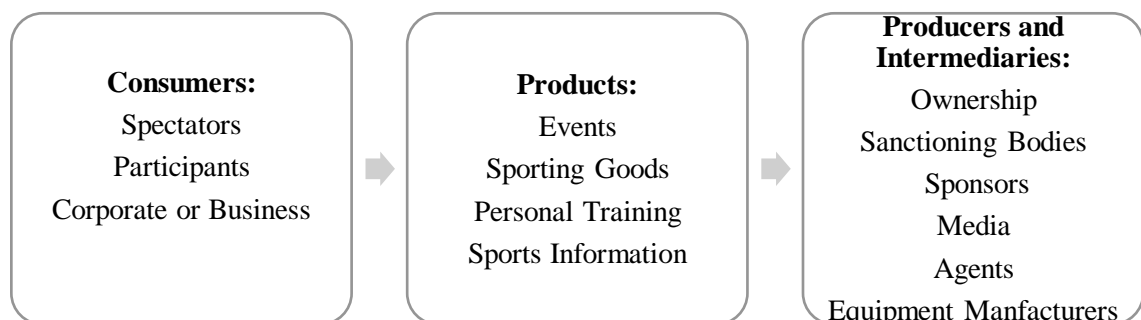 Consumers:
Spectators
Participants
Corporate or Business
Products:
Events
Sporting Goods
Personal Training
Sports Information
Producers and
Intermediaries:
Ownership
Sanctioning Bodies
Sponsors
Media
Agents
Equipment Manfacturers